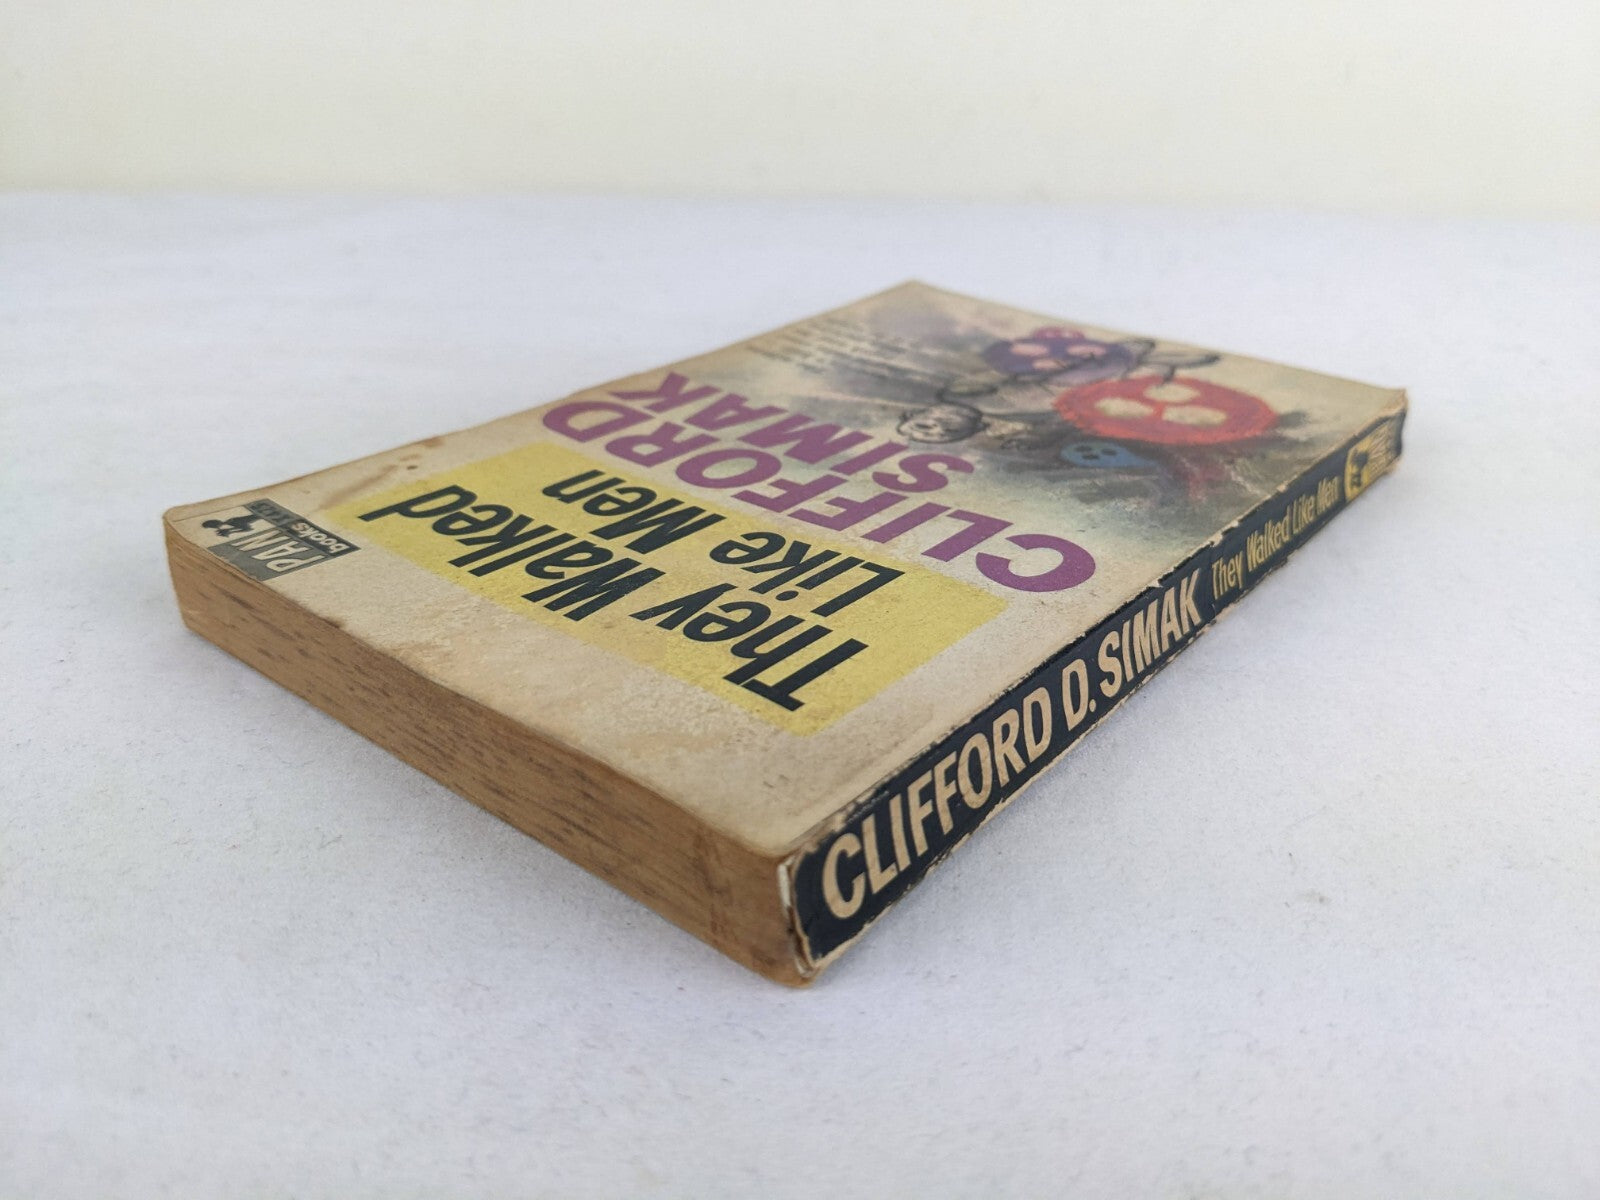 PAN
books
They Walked
Like Men
CLIFFORD
SIMAK
CLIFFORD D. SIMAK They Walked Like Men